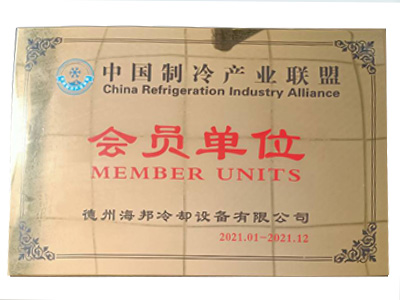 中国制冷产业联盟
China Refrigeration Industry Alliance
会员单位
MEMBER UNITS
德州海邦冷却设备有限公司
2021.01-2021.12